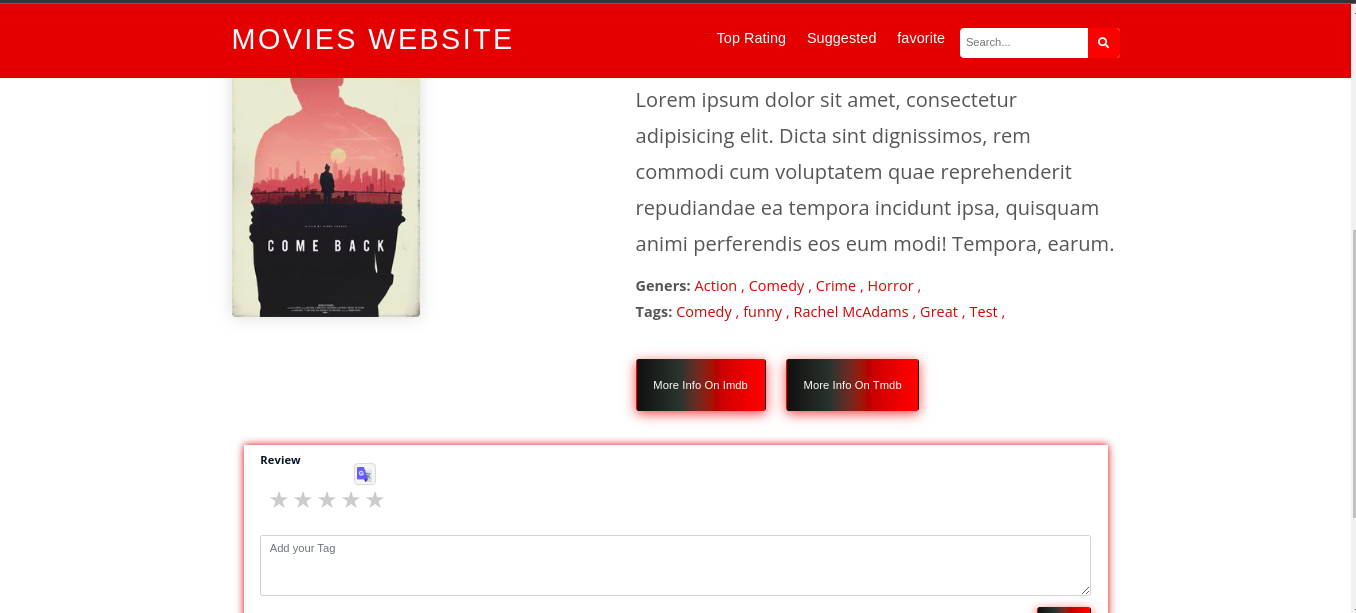 MOVIES WEBSITE
Top Rating Suggested favorite Search...
Lorem ipsum dolor sit amet, consectetur
adipisicing elit. Dicta sint dignissimos, rem
commodi cum voluptatem quae reprehenderit
repudiandae ea tempora incidunt ipsa, quisquam
animi perferendis eos eum modi! Tempora, earum.
COME BACK
Geners: Action , Comedy , Crime , Horror ,
Tags: Comedy , funny , Rachel McAdams , Great , Test ,
More Info On Imdb More Info On Tmdb
Review
Add your Tag